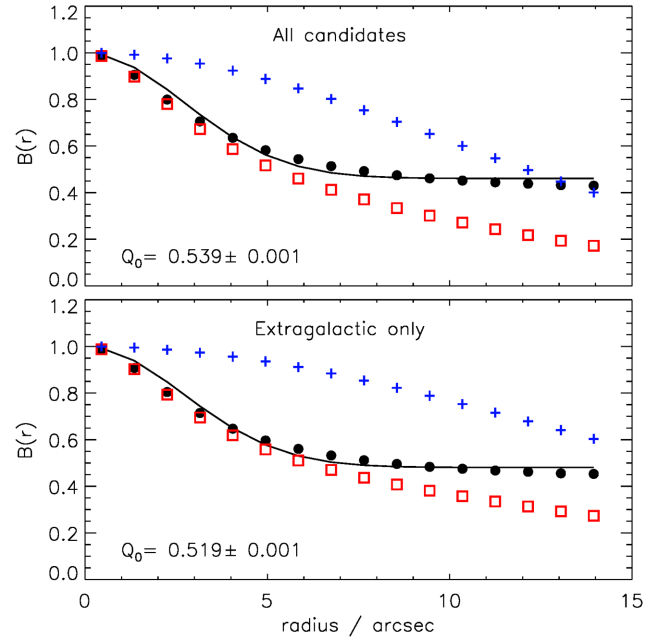 All candidates
1.2
1.0
0.8
0.6
0.4
0.2
0.0
B(r)
Q₀= 0.539± 0.001
Extragalactic only
1.2
1.0
0.8
0.6
0.4
0.2
0.0
B(r)
Q₀= 0.519± 0.001
0 5 10 15
radius / arcsec